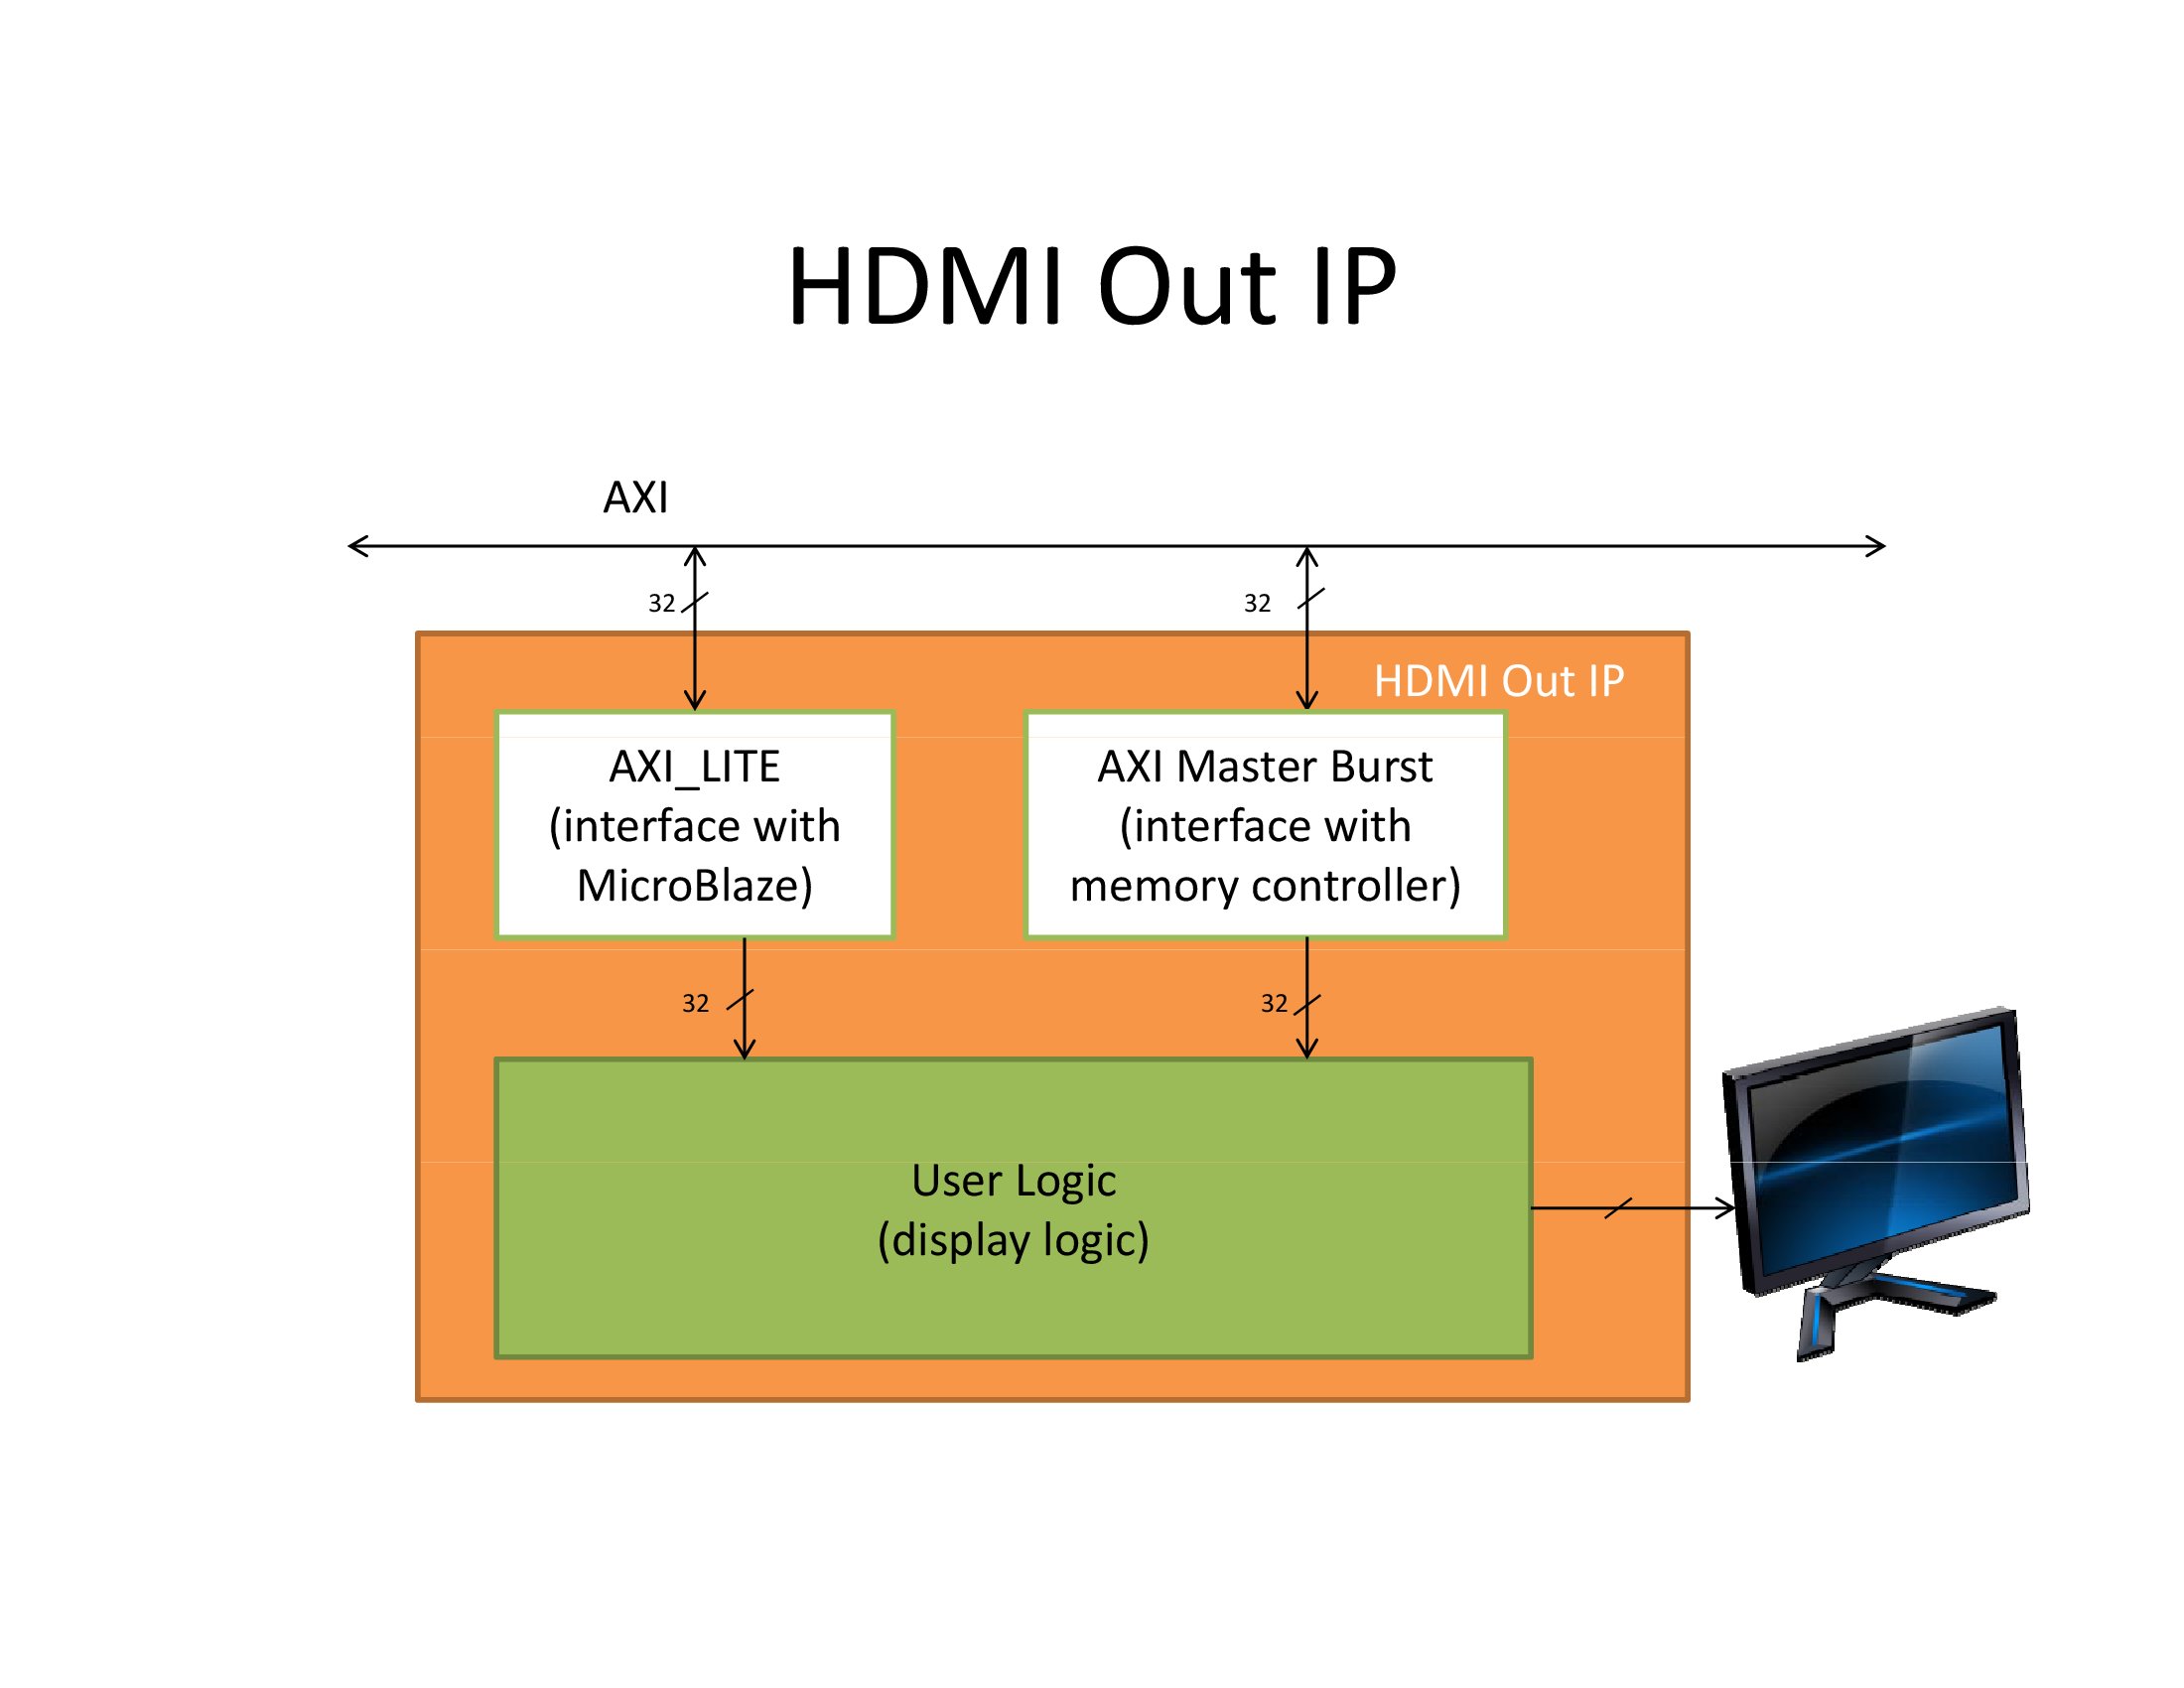 HDMI Out IP
AXI
32
32
HDMI Out IP
AXI_LITE
(interface with
MicroBlaze)
AXI Master Burst
(interface with
memory controller)
32
32
User Logic
(display logic)